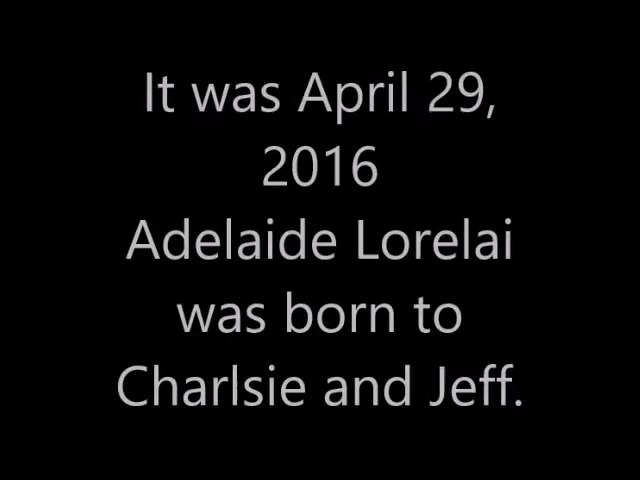 It was April 29,
2016
Adelaide Lorelai
was born to
Charlsie and Jeff.